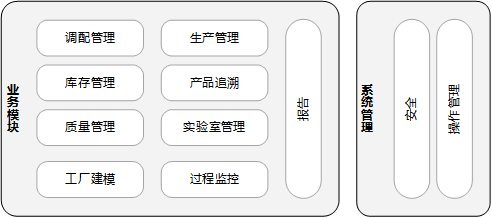 业务模块
调配管理
生产管理
库存管理
产品追溯
质量管理
实验室管理
工厂建模
过程监控
报告
系统管理
安全
操作管理